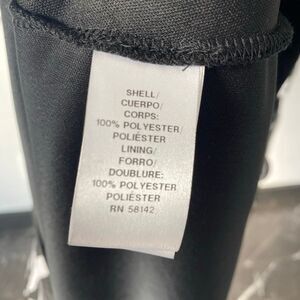 SHELL/
CUERPO/
CORPS:
100% POLYESTER/
POLIÉSTER
LINING/
FORRO/
DOUBLURE:
100% POLYESTER
POLIÉSTER
RN 58142